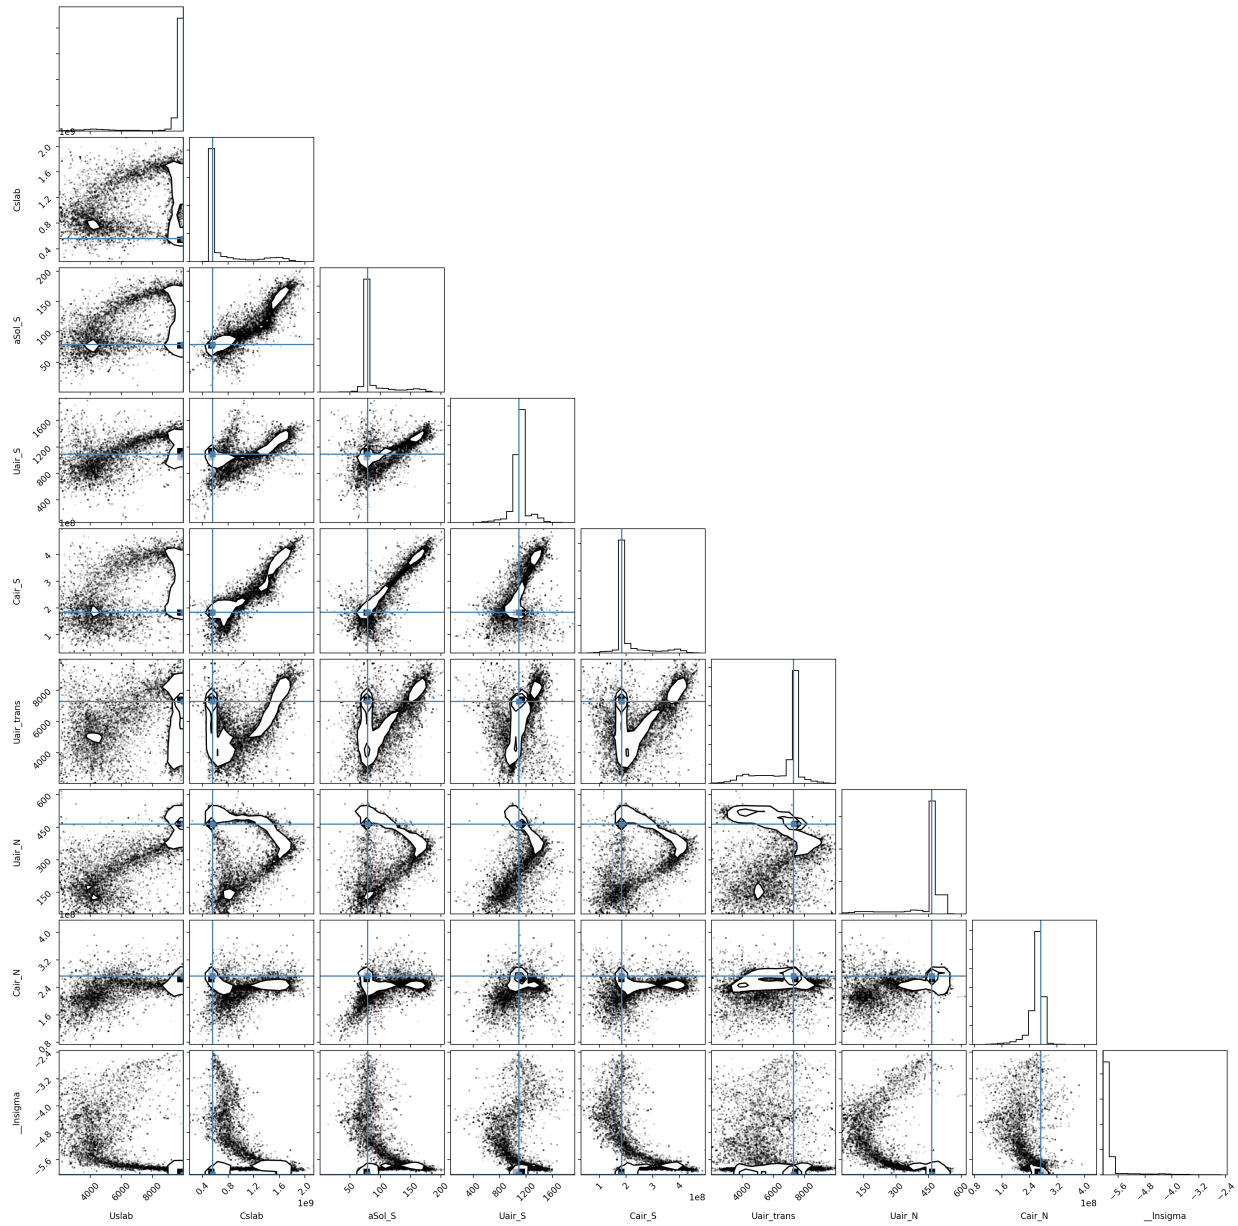 1e9
Cslab
2.0
1.6
1.2
0.8
0.4
aSol_S
200
150
100
50
Uair_S
1600
1200
800
400
1e8
Cair_S
4
3
2
1
Uair_trans
8000
6000
4000
Uair_N
600
450
300
150
1e8
Cair_N
4.0
3.2
2.4
1.6
0.8
__lnsigma
−2.4
−3.2
−4.0
−4.8
−5.6
4000 6000 8000
0.4 0.8 1.2 1.6 2.0
50 100 150 200
400 800 1200 1600
1 2 3 4
4000 6000 8000
150 300 450 600
0.8 1.6 2.4 3.2 4.0
−5.6 −4.8 −4.0 −3.2 −2.4
1e9 1e8 1e8
Uslab Cslab aSol_S Uair_S Cair_S Uair_trans Uair_N Cair_N __lnsigma